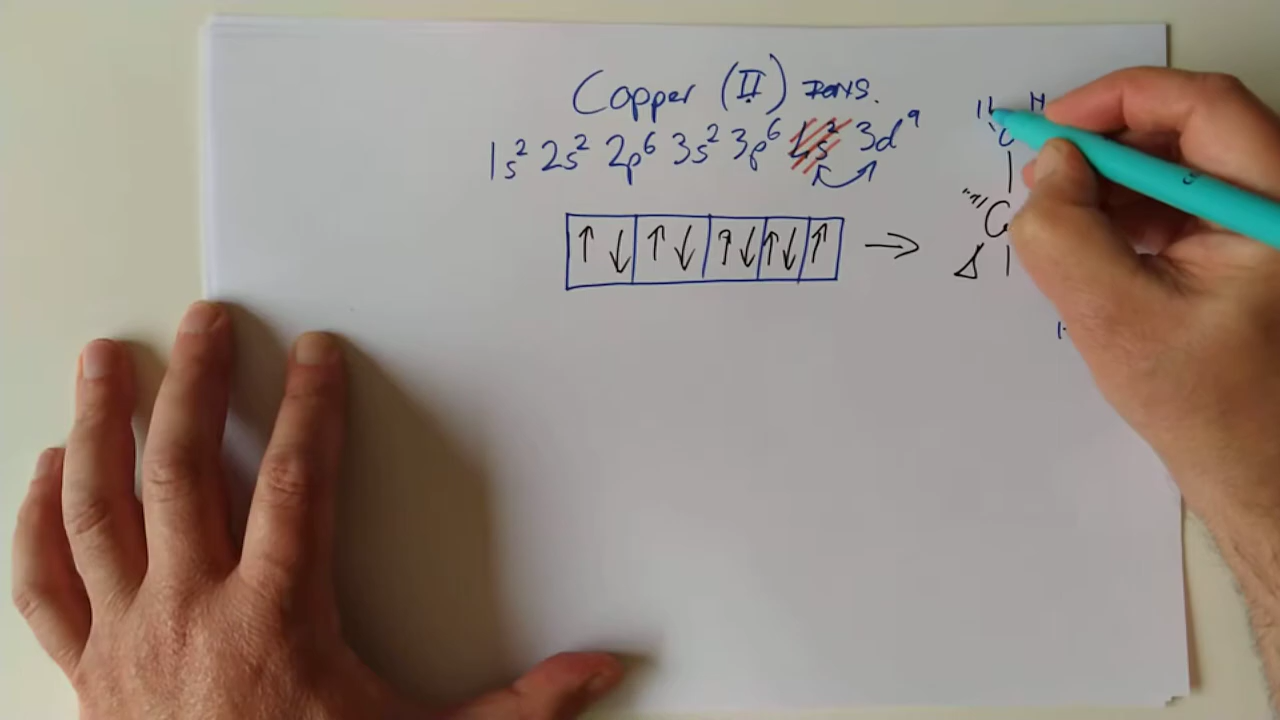 Copper (II) IONS.
1s² 2s² 2p⁶ 3s² 3p⁶ 4s² 3d⁹
↑ ↓ ↑ ↓ ↑ ↓ ↑ ↓ ↑ →
H H
O